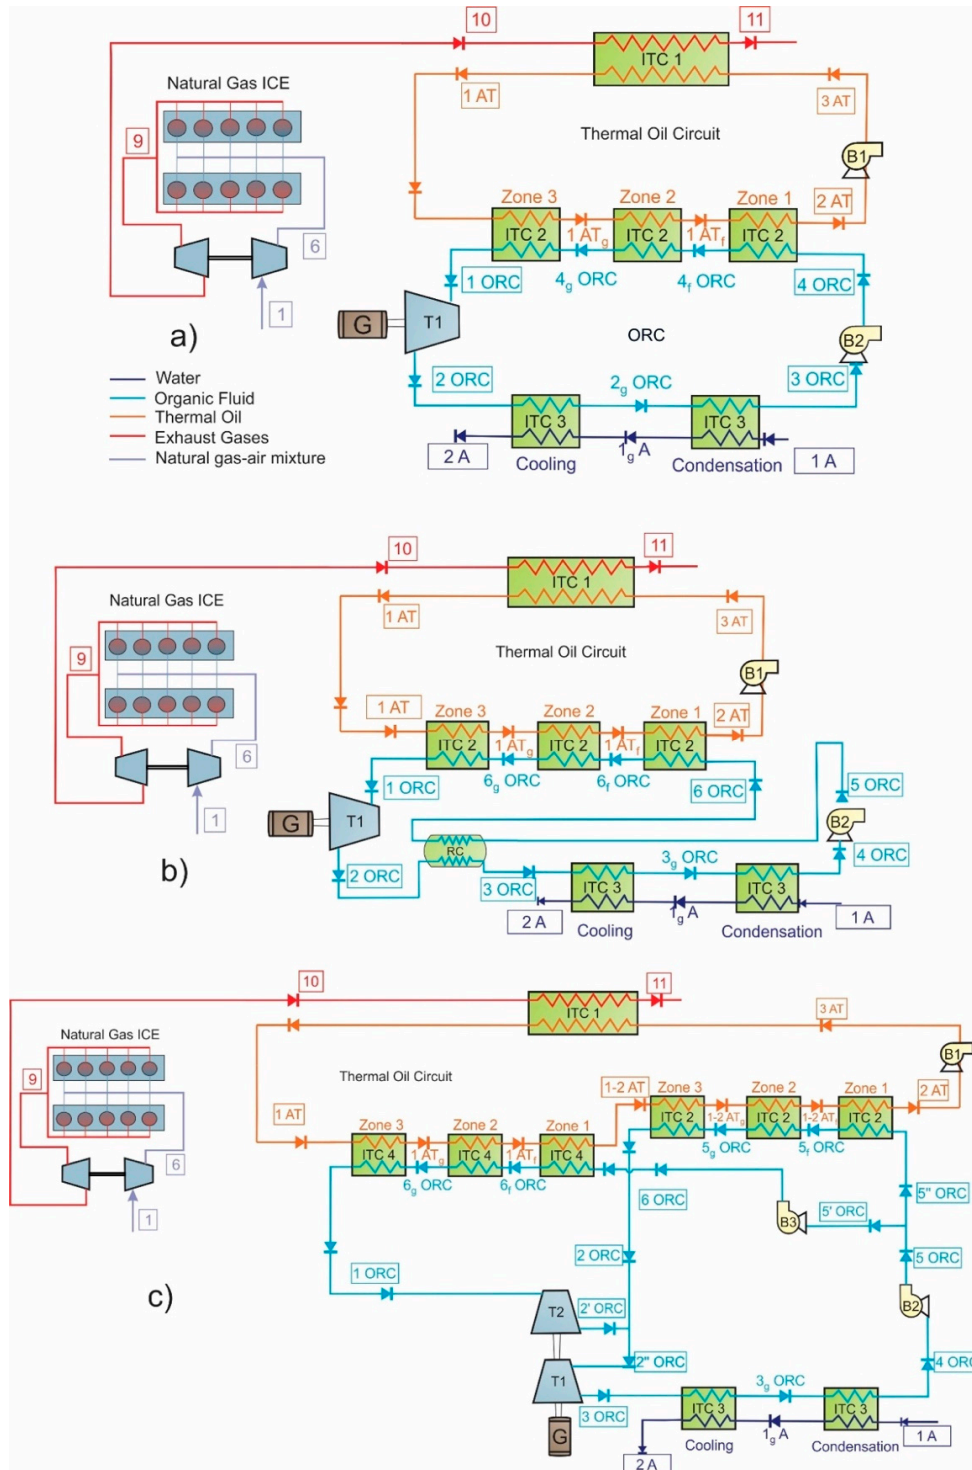 10
11
ITC 1
Natural Gas ICE
1 AT
3 AT
Thermal Oil Circuit
9
B1
Zone 3
Zone 2
Zone 1
2 AT
ITC 2
ITC 2
ITC 2
1 ATg
1 ATf
6
1 ORC
4g ORC
4f ORC
4 ORC
1
G
T1
ORC
B2
a)
Water
Organic Fluid
Thermal Oil
Exhaust Gases
Natural gas-air mixture
2 ORC
2g ORC
3 ORC
ITC 3
ITC 3
2 A
1g A
1 A
Cooling
Condensation
10
11
ITC 1
Natural Gas ICE
1 AT
3 AT
Thermal Oil Circuit
9
B1
1 AT
Zone 3
Zone 2
Zone 1
2 AT
ITC 2
ITC 2
ITC 2
1 ATg
1 ATf
6
1 ORC
6g ORC
6f ORC
6 ORC
5 ORC
1
G
T1
RC
B2
b)
2 ORC
3 ORC
3g ORC
4 ORC
ITC 3
ITC 3
2 A
1g A
1 A
Cooling
Condensation
10
11
ITC 1
3 AT
Natural Gas ICE
9
Thermal Oil Circuit
B1
1-2 AT
Zone 3
Zone 2
Zone 1
2 AT
1 AT
Zone 3
Zone 2
Zone 1
ITC 2
ITC 2
ITC 2
1-2 ATg
1-2 ATf
ITC 4
ITC 4
ITC 4
1 ATg
1 ATf
5g ORC
5f ORC
6
6g ORC
6f ORC
6 ORC
5" ORC
1
B3
5' ORC
5 ORC
2 ORC
1 ORC
c)
T2
2' ORC
B2
2" ORC
4 ORC
T1
3g ORC
3 ORC
ITC 3
ITC 3
G
1g A
1 A
2 A
Cooling
Condensation